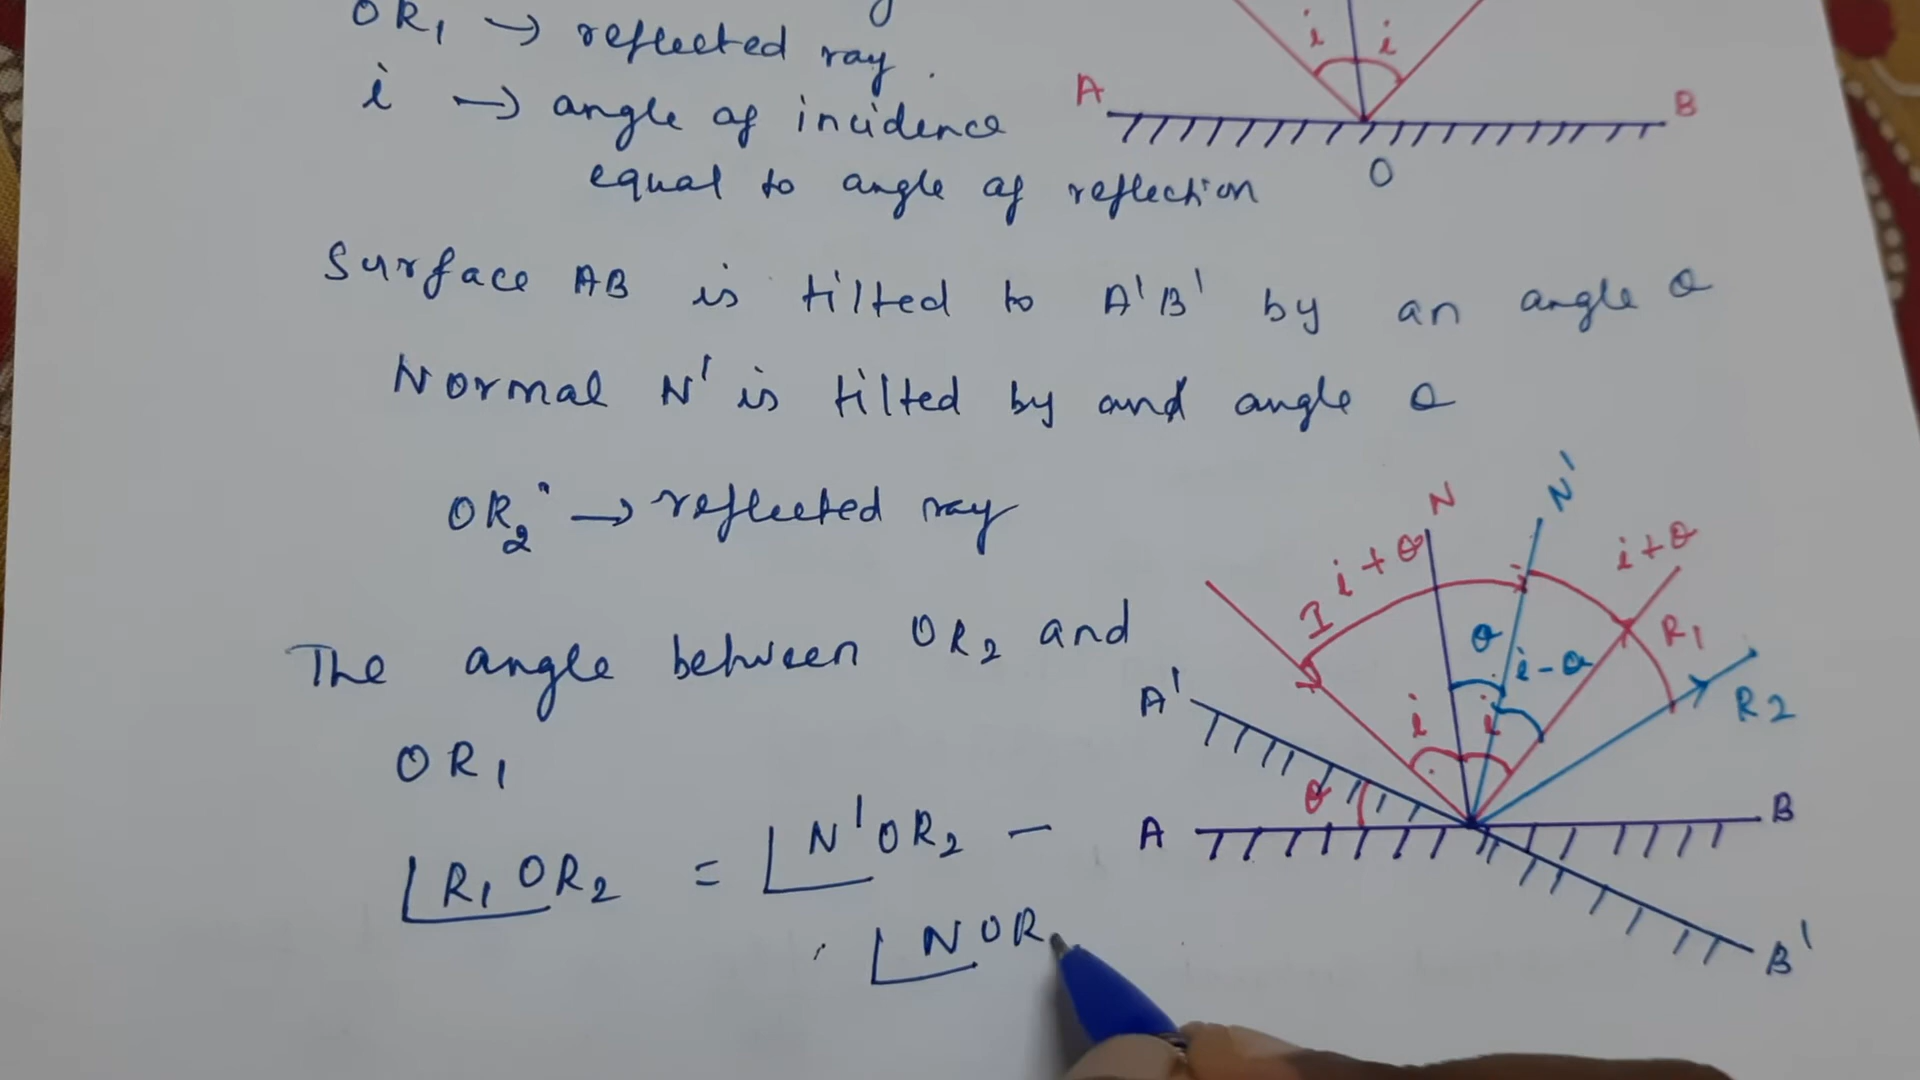 OR₁ → reflected ray.
i → angle of incidence
equal to angle of reflection
i i
A B
O
Surface AB is tilted to A'B' by an angle θ
Normal N' is tilted by and angle θ
OR₂ → reflected ray
The angle between OR₂ and
OR₁
∠R₁OR₂ = ∠N'OR₂ -
∠NOR
N N'
i+θ i+θ
I θ R₁
i-θ
A' i i R2
θ
A B
B'